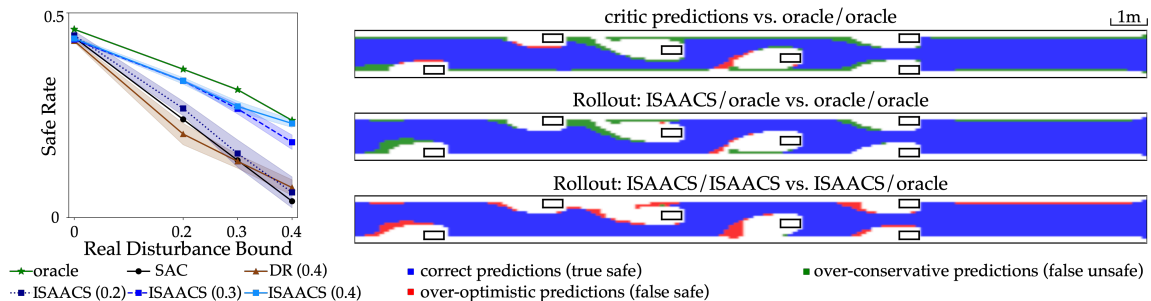 0.5
0
Safe Rate
0 0.2 0.3 0.4
Real Disturbance Bound
oracle SAC DR (0.4)
ISAACS (0.2) ISAACS (0.3) ISAACS (0.4)
critic predictions vs. oracle/oracle
1m
Rollout: ISAACS/oracle vs. oracle/oracle
Rollout: ISAACS/ISAACS vs. ISAACS/oracle
correct predictions (true safe) over-conservative predictions (false unsafe)
over-optimistic predictions (false safe)